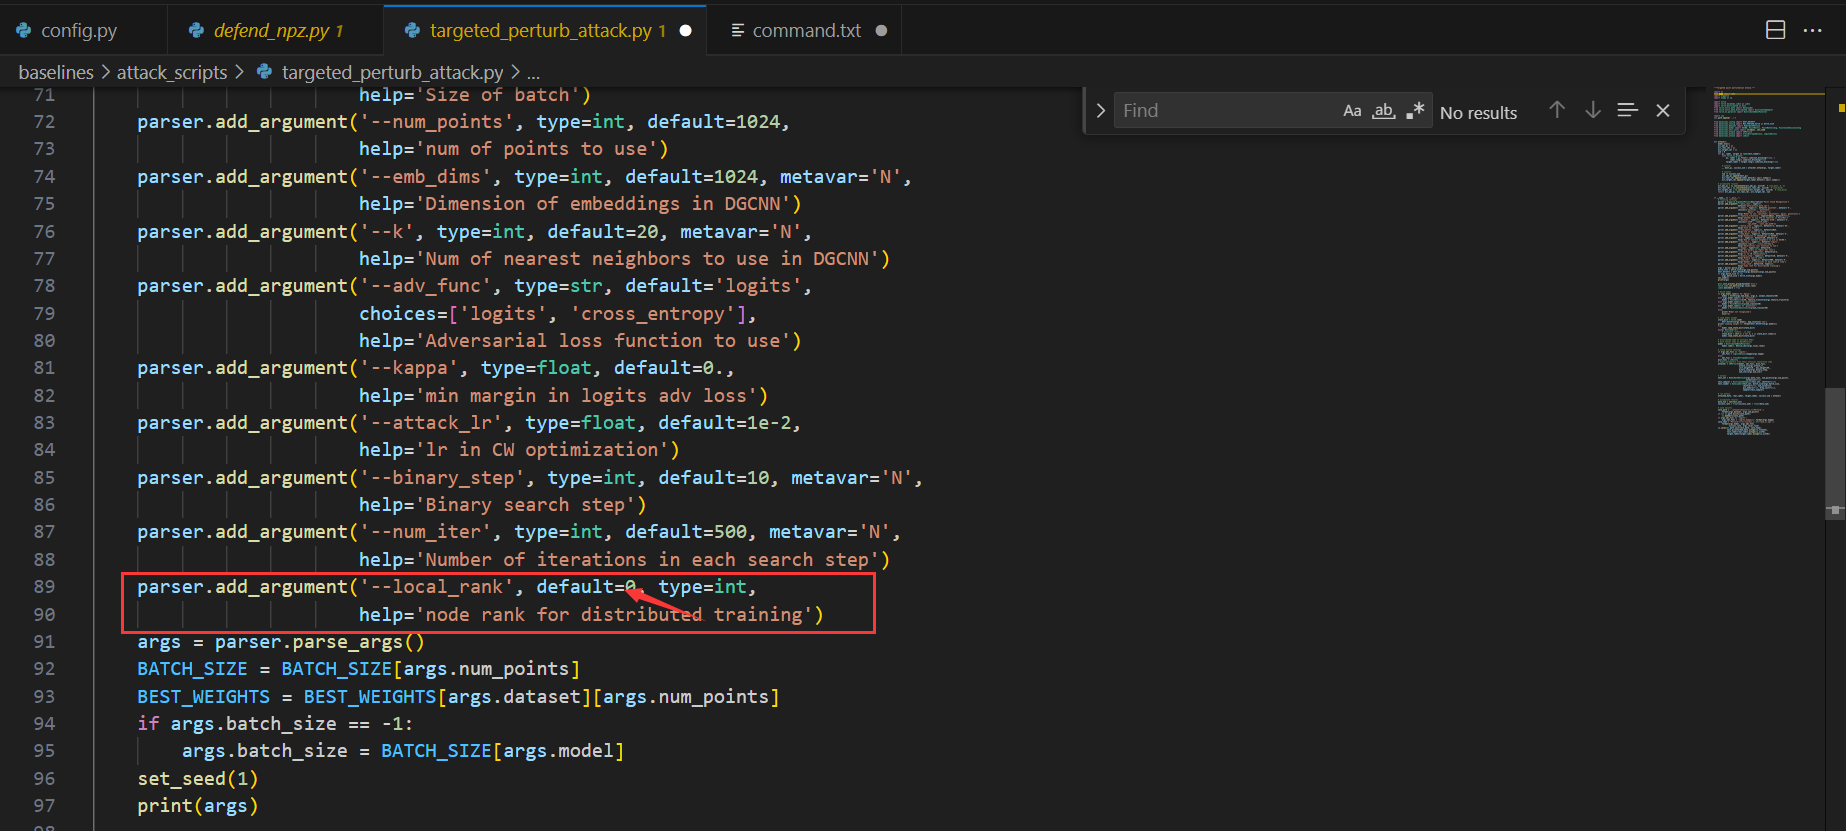 config.py
defend_npz.py 1
targeted_perturb_attack.py 1
command.txt
baselines > attack_scripts > targeted_perturb_attack.py > ...
Find
Aa ab .*
No results
71 help='Size of batch')
72 parser.add_argument('--num_points', type=int, default=1024,
73 help='num of points to use')
74 parser.add_argument('--emb_dims', type=int, default=1024, metavar='N',
75 help='Dimension of embeddings in DGCNN')
76 parser.add_argument('--k', type=int, default=20, metavar='N',
77 help='Num of nearest neighbors to use in DGCNN')
78 parser.add_argument('--adv_func', type=str, default='logits',
79 choices=['logits', 'cross_entropy'],
80 help='Adversarial loss function to use')
81 parser.add_argument('--kappa', type=float, default=0.,
82 help='min margin in logits adv loss')
83 parser.add_argument('--attack_lr', type=float, default=1e-2,
84 help='lr in CW optimization')
85 parser.add_argument('--binary_step', type=int, default=10, metavar='N',
86 help='Binary search step')
87 parser.add_argument('--num_iter', type=int, default=500, metavar='N',
88 help='Number of iterations in each search step')
89 parser.add_argument('--local_rank', default=0, type=int,
90 help='node rank for distributed training')
91 args = parser.parse_args()
92 BATCH_SIZE = BATCH_SIZE[args.num_points]
93 BEST_WEIGHTS = BEST_WEIGHTS[args.dataset][args.num_points]
94 if args.batch_size == -1:
95 args.batch_size = BATCH_SIZE[args.model]
96 set_seed(1)
97 print(args)